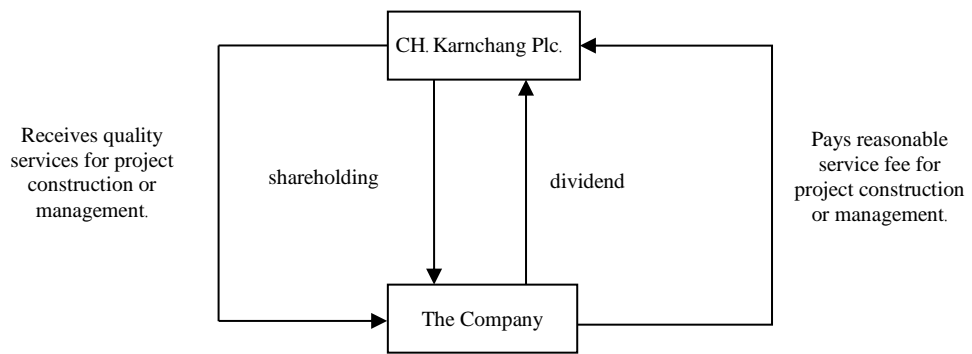 CH. Karnchang Plc.
Receives quality
services for project
construction or
management.
shareholding
dividend
Pays reasonable
service fee for
project construction
or management.
The Company